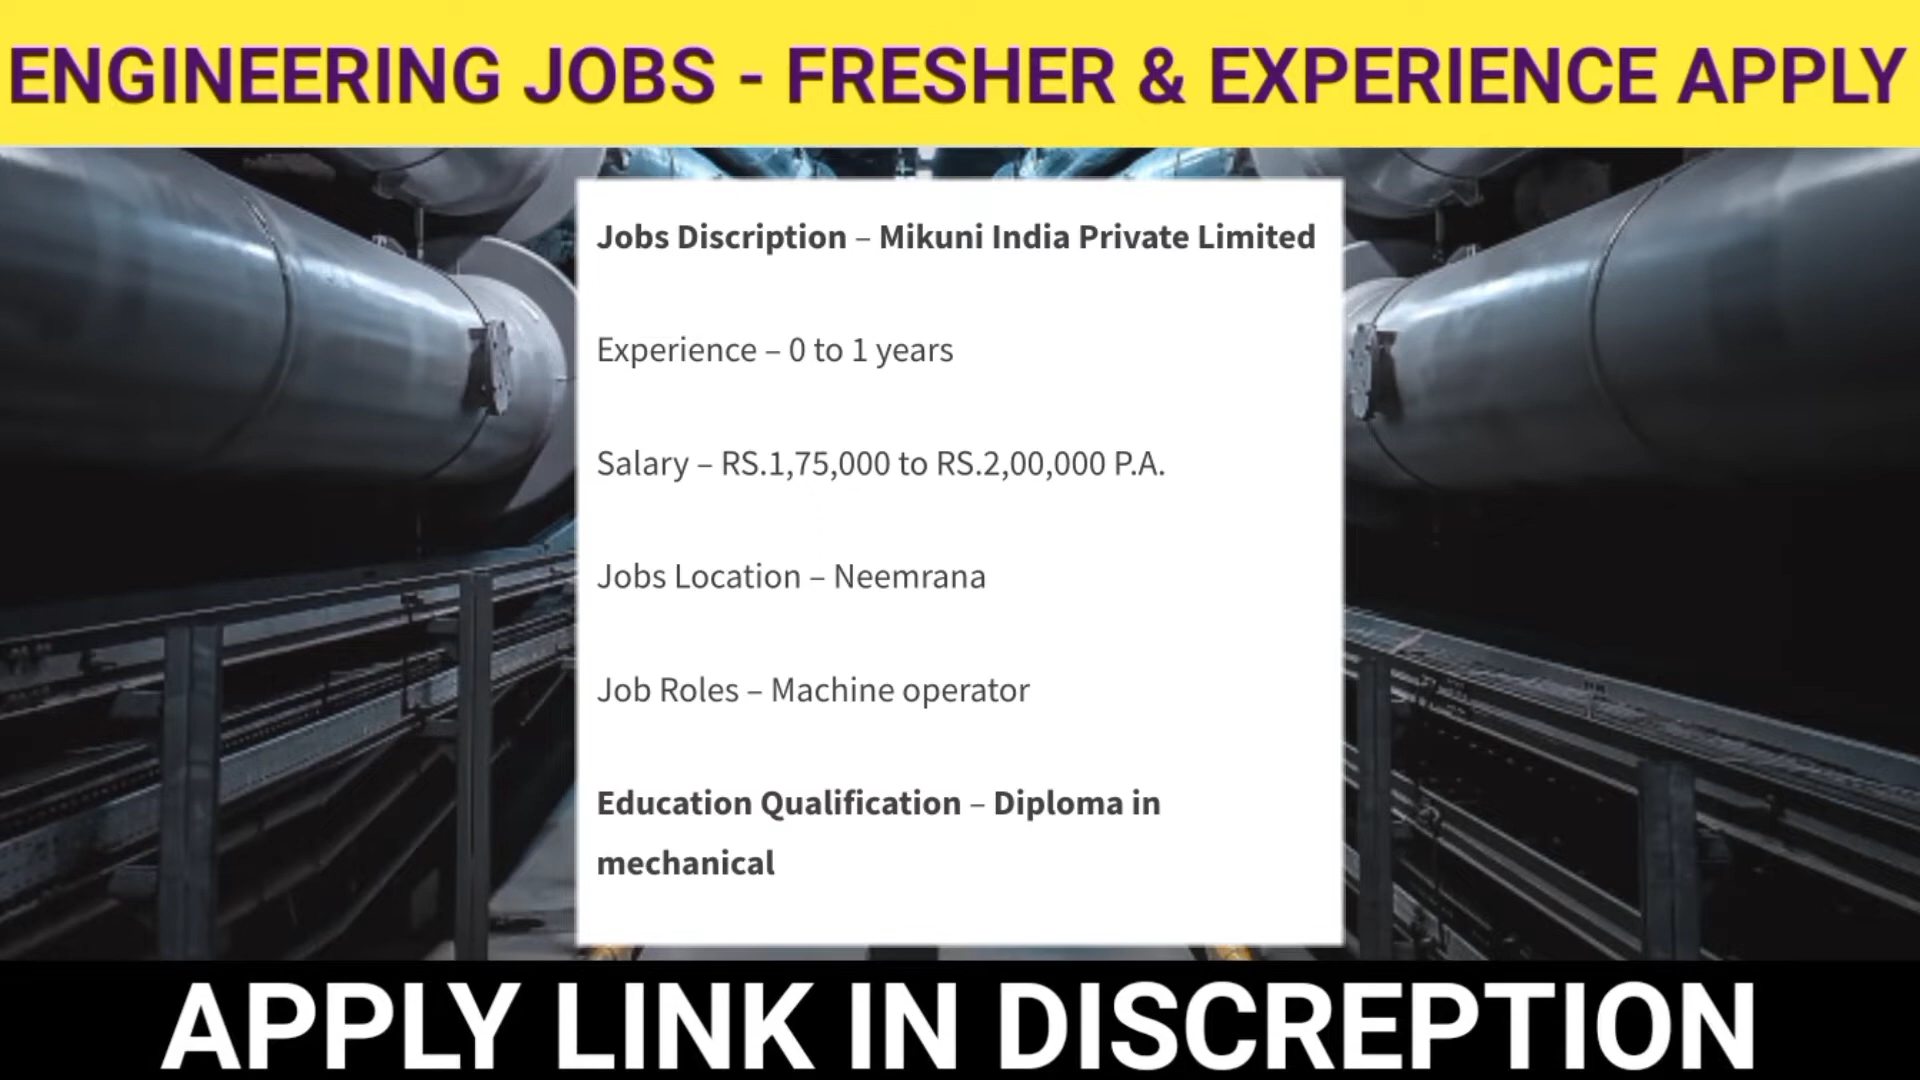 ENGINEERING JOBS - FRESHER & EXPERIENCE APPLY
Jobs Discription – Mikuni India Private Limited
Experience – 0 to 1 years
Salary – RS.1,75,000 to RS.2,00,000 P.A.
Jobs Location – Neemrana
Job Roles – Machine operator
Education Qualification – Diploma in
mechanical
APPLY LINK IN DISCREPTION